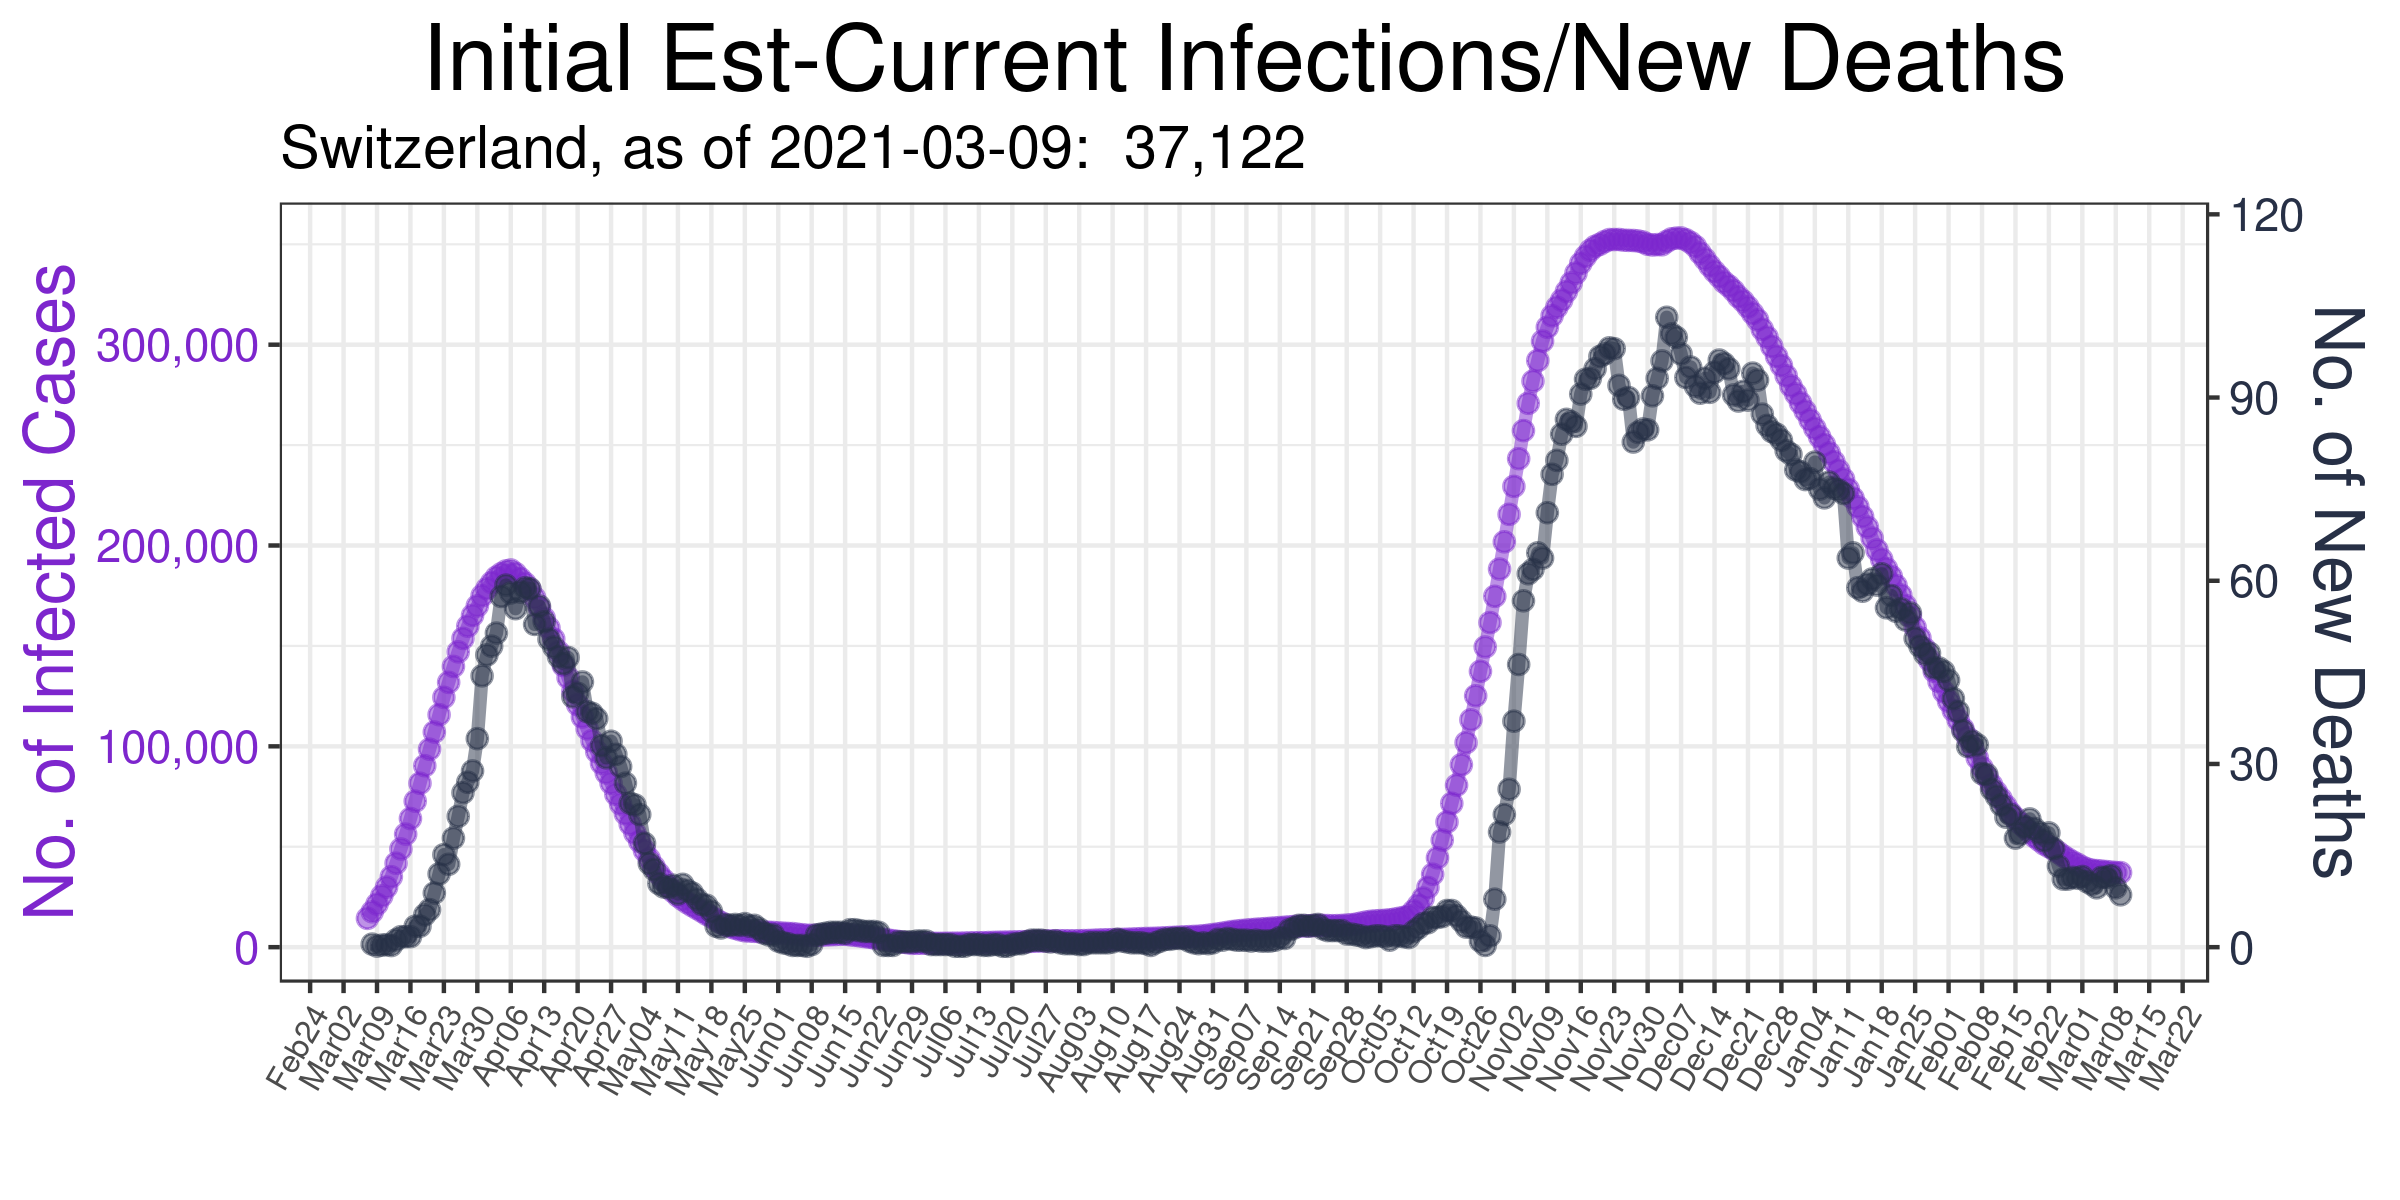 Initial Est-Current Infections/New Deaths
Switzerland, as of 2021-03-09:  37,122
No. of Infected Cases
300,000
200,000
100,000
0
120
90
60
30
0
No. of New Deaths
Feb24
Mar02
Mar09
Mar16
Mar23
Mar30
Apr06
Apr13
Apr20
Apr27
May04
May11
May18
May25
Jun01
Jun08
Jun15
Jun22
Jun29
Jul06
Jul13
Jul20
Jul27
Aug03
Aug10
Aug17
Aug24
Aug31
Sep07
Sep14
Sep21
Sep28
Oct05
Oct12
Oct19
Oct26
Nov02
Nov09
Nov16
Nov23
Nov30
Dec07
Dec14
Dec21
Dec28
Jan04
Jan11
Jan18
Jan25
Feb01
Feb08
Feb15
Feb22
Mar01
Mar08
Mar15
Mar22